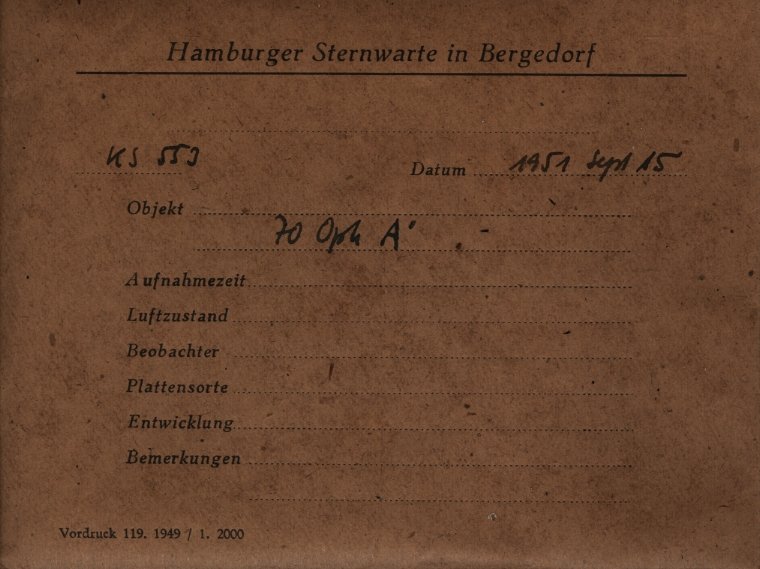 Hamburger Sternwarte in Bergedorf
KS 553 Datum 1951 Sept 15
Objekt
70 Oph A'
Aufnahmezeit
Luftzustand
Beobachter
Plattensorte
Entwicklung
Bemerkungen
Vordruck 119. 1949 / 1. 2000